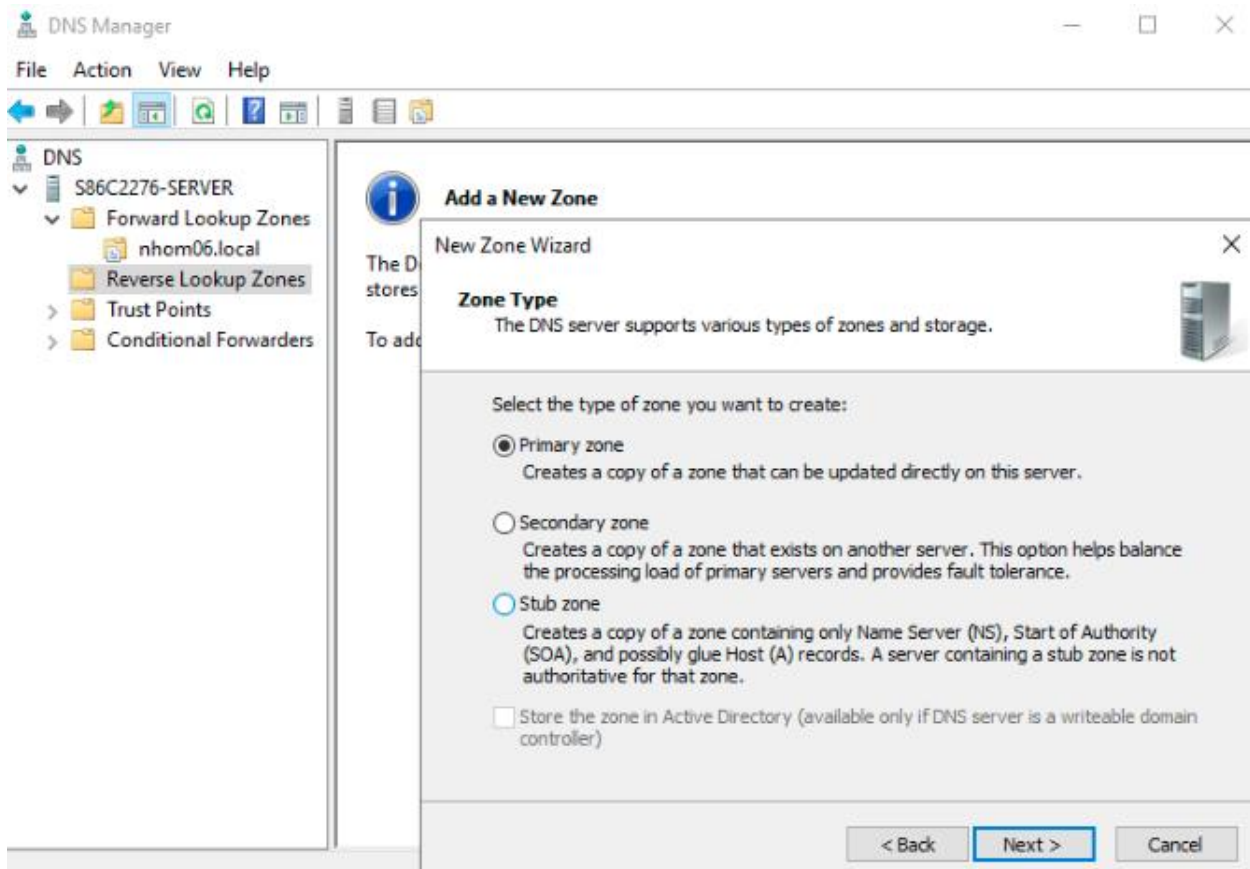 DNS Manager
File Action View Help
DNS
S86C2276-SERVER
Forward Lookup Zones
nhom06.local
Reverse Lookup Zones
Trust Points
Conditional Forwarders
Add a New Zone
The D
stores
To add
New Zone Wizard
Zone Type
The DNS server supports various types of zones and storage.
Select the type of zone you want to create:
Primary zone
Creates a copy of a zone that can be updated directly on this server.
Secondary zone
Creates a copy of a zone that exists on another server. This option helps balance
the processing load of primary servers and provides fault tolerance.
Stub zone
Creates a copy of a zone containing only Name Server (NS), Start of Authority
(SOA), and possibly glue Host (A) records. A server containing a stub zone is not
authoritative for that zone.
Store the zone in Active Directory (available only if DNS server is a writeable domain
controller)
< Back
Next >
Cancel